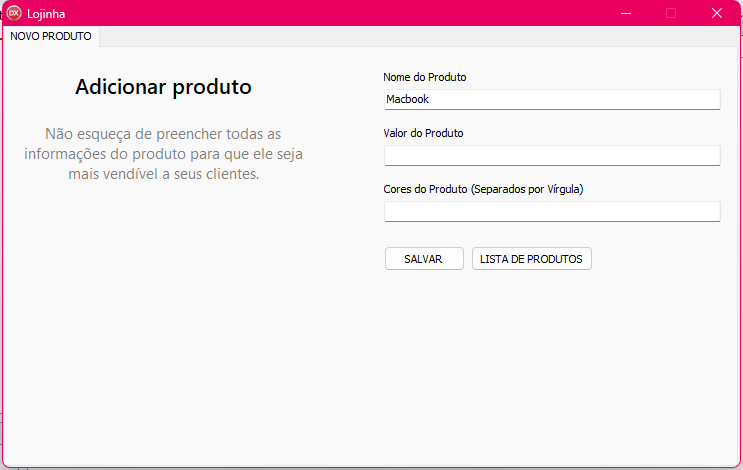 DX Lojinha
NOVO PRODUTO
Adicionar produto
Não esqueça de preencher todas as
informações do produto para que ele seja
mais vendível a seus clientes.
Nome do Produto
Macbook
Valor do Produto
Cores do Produto (Separados por Vírgula)
SALVAR LISTA DE PRODUTOS